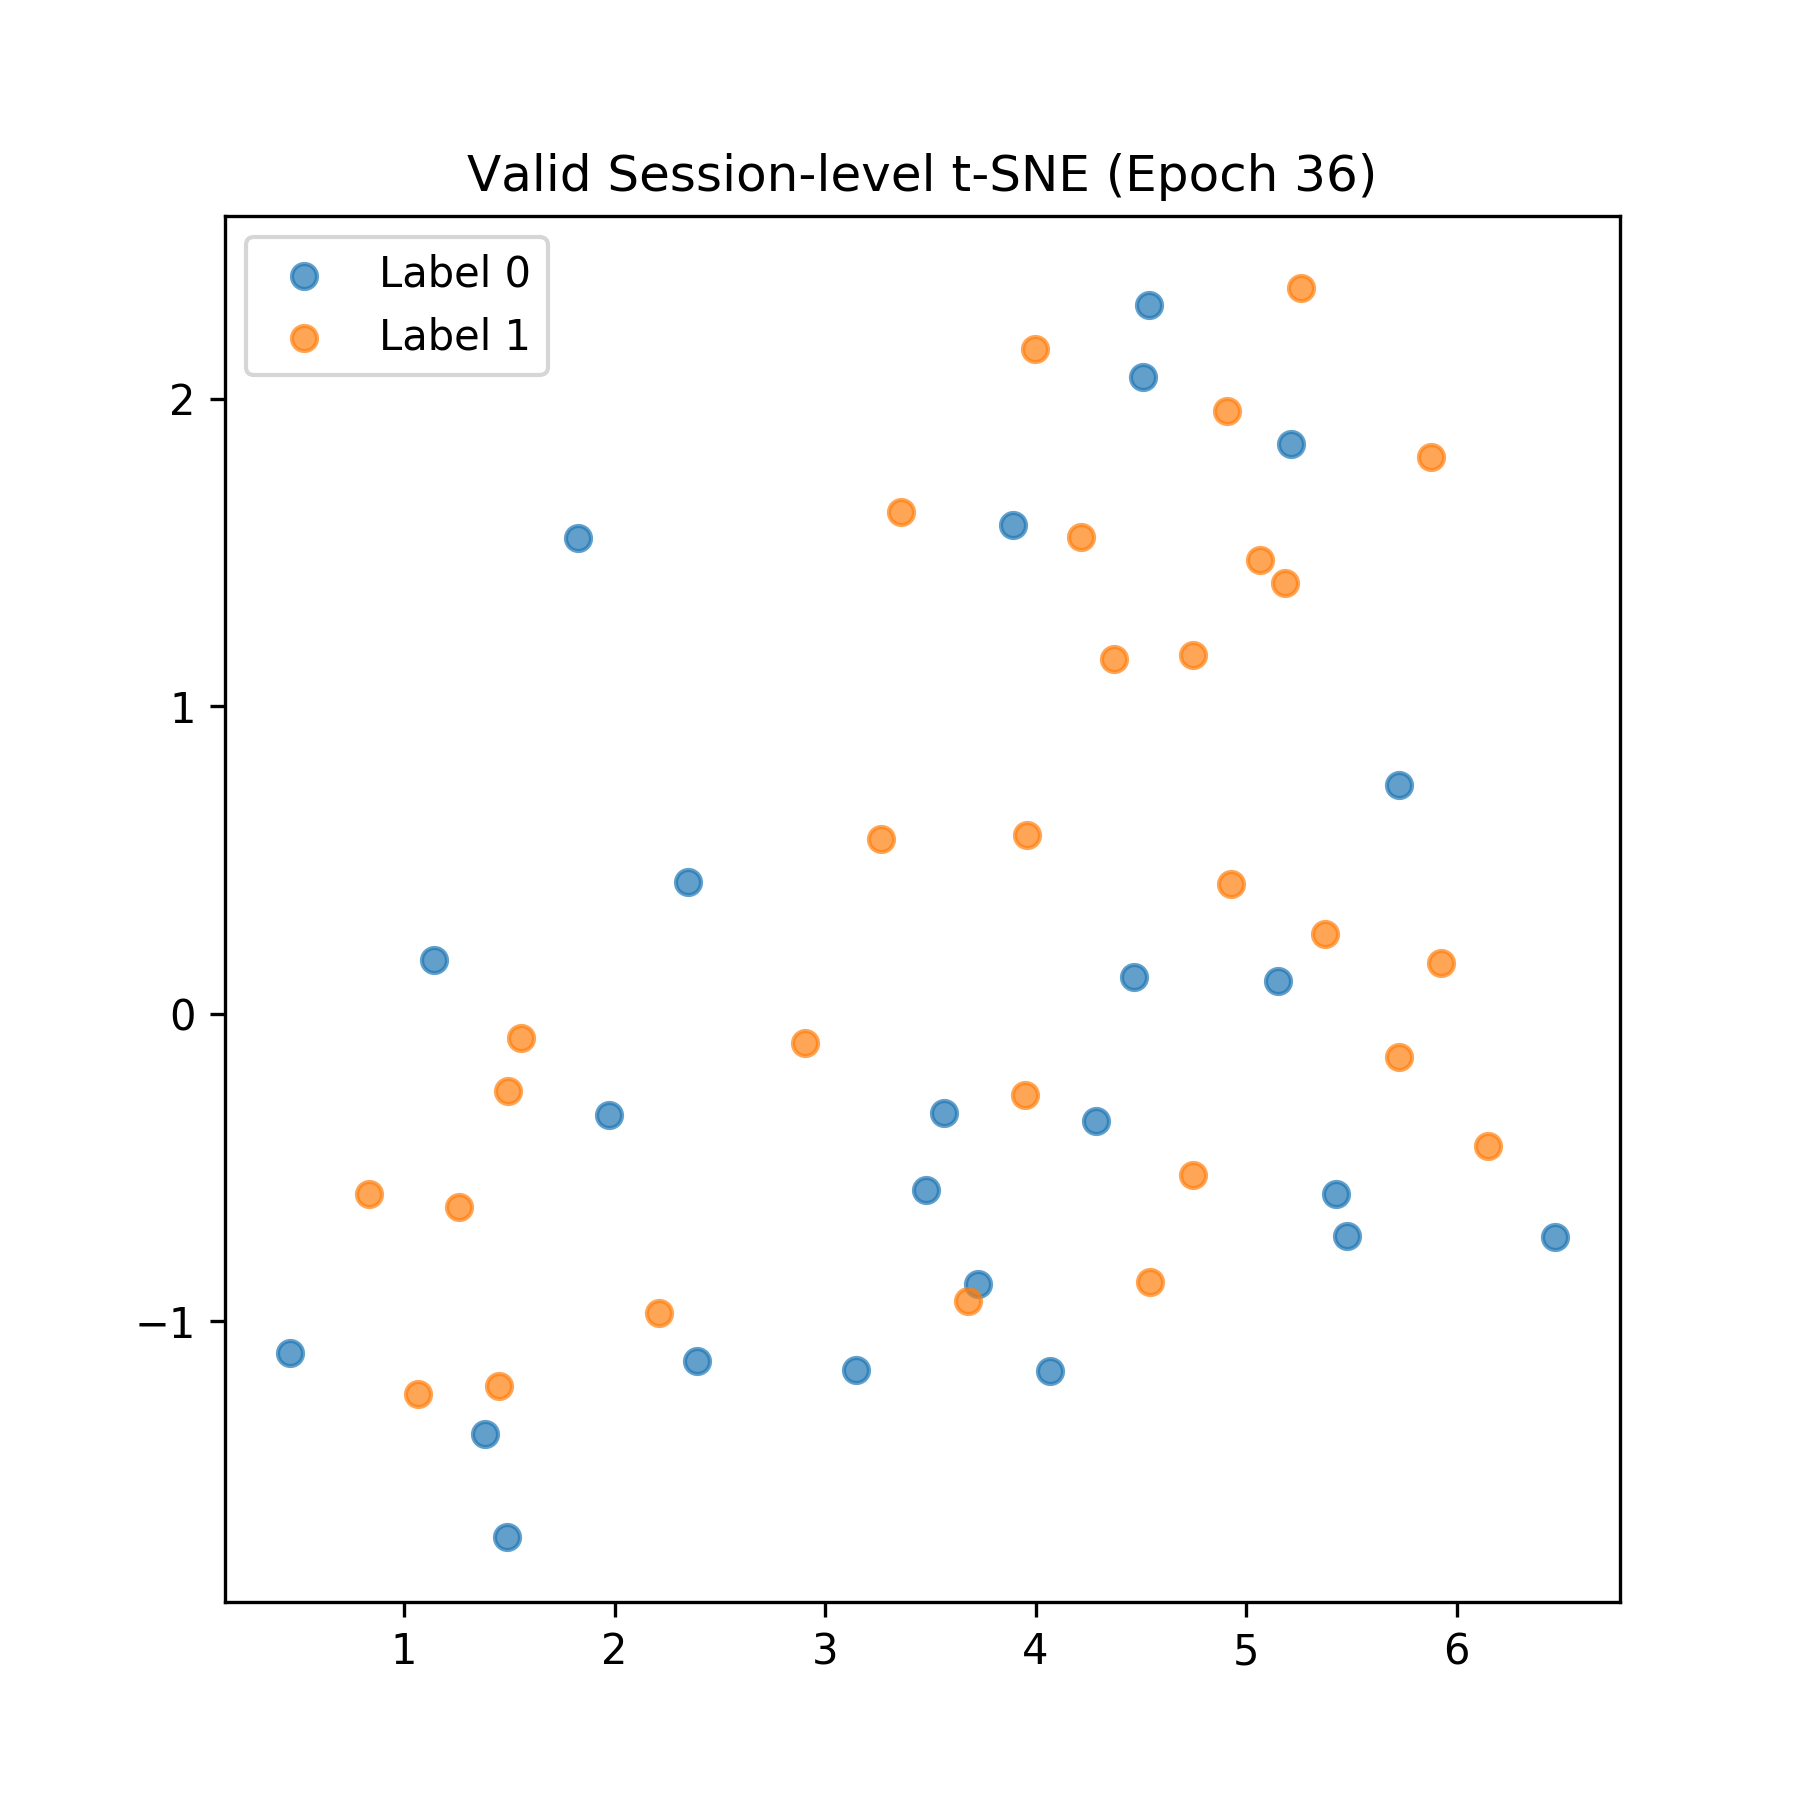 Valid Session-level t-SNE (Epoch 36)
Label 0
Label 1
2
1
0
−1
1 2 3 4 5 6